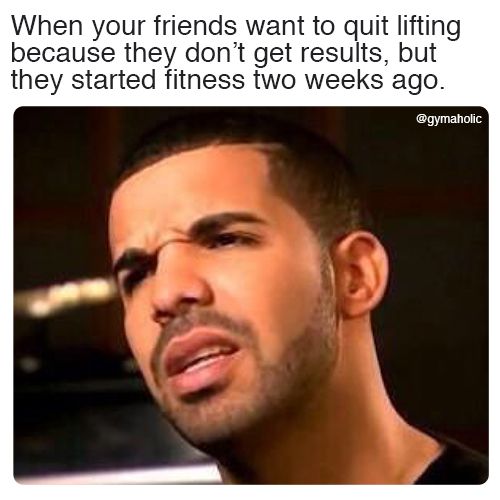 When your friends want to quit lifting
because they don’t get results, but
they started fitness two weeks ago.
@gymaholic